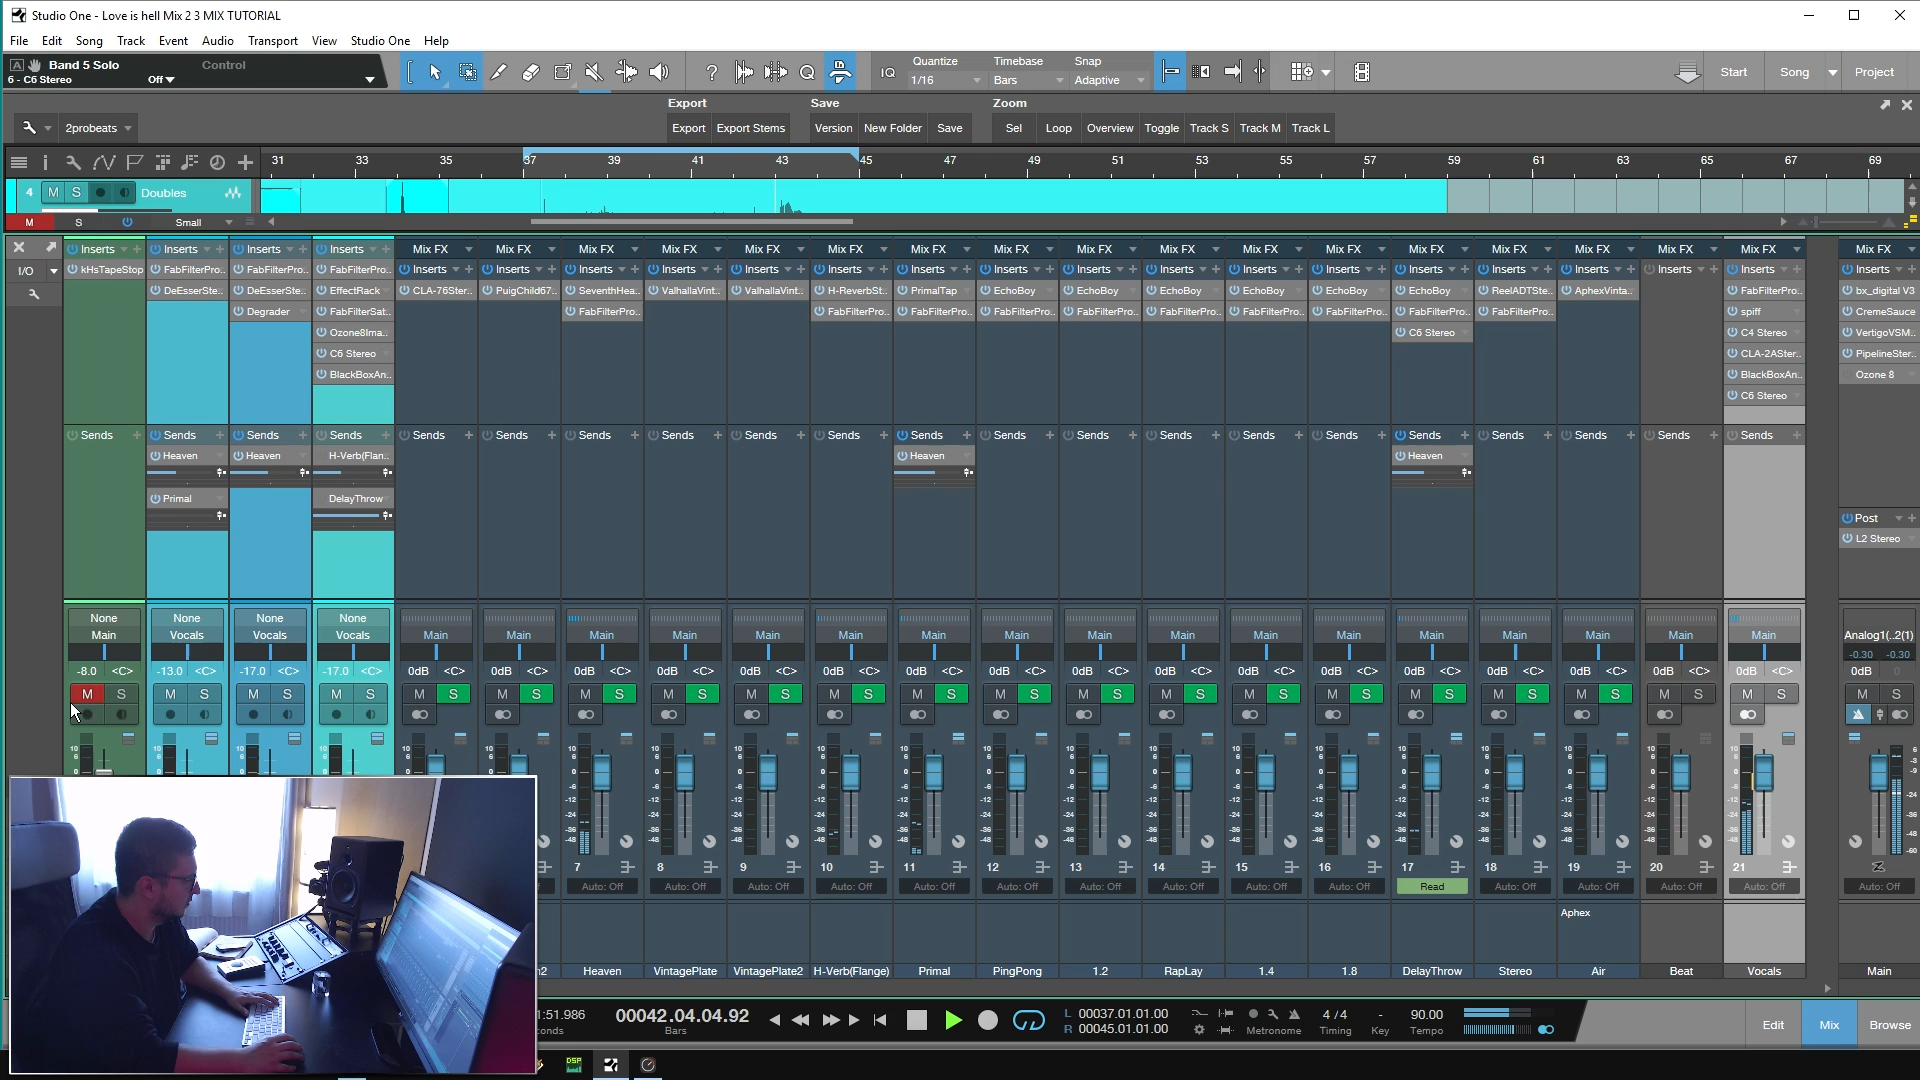 Studio One - Love is hell Mix 2 3 MIX TUTORIAL
File Edit Song Track Event Audio Transport View Studio One Help
A Band 5 Solo Control
6 - C6 Stereo Off
? Q IQ Quantize Timebase Snap
1/16 Bars Adaptive
Start Song Project
Export Save Zoom
2probeats Export Export Stems Version New Folder Save Sel Loop Overview Toggle Track S Track M Track L
31 33 35 37 39 41 43 45 47 49 51 53 55 57 59 61 63 65 67 69
4 M S Doubles
M S Small
Inserts Inserts Inserts Inserts Mix FX Mix FX Mix FX Mix FX Mix FX Mix FX Mix FX Mix FX Mix FX Mix FX Mix FX Mix FX Mix FX Mix FX Mix FX Mix FX Mix FX Mix FX
I/O kHsTapeStop FabFilterPro.. FabFilterPro.. FabFilterPro.. Inserts Inserts Inserts Inserts Inserts Inserts Inserts Inserts Inserts Inserts Inserts Inserts Inserts Inserts Inserts Inserts Inserts Inserts
DeEsserSte.. DeEsserSte.. EffectRack CLA-76Ster.. PuigChild67.. SeventhHea.. ValhallaVint.. ValhallaVint.. H-ReverbSt.. PrimalTap EchoBoy EchoBoy EchoBoy EchoBoy EchoBoy EchoBoy ReelADTSte.. AphexVinta.. FabFilterPro.. bx_digital V3
Degrader FabFilterSat.. FabFilterPro.. FabFilterPro.. FabFilterPro.. FabFilterPro.. FabFilterPro.. FabFilterPro.. FabFilterPro.. FabFilterPro.. FabFilterPro.. FabFilterPro.. spiff CremeSauce
Ozone8Ima.. C6 Stereo C4 Stereo VertigoVSM..
C6 Stereo CLA-2ASter.. PipelineSter..
BlackBoxAn.. BlackBoxAn.. Ozone 8
C6 Stereo
Sends Sends Sends Sends Sends Sends Sends Sends Sends Sends Sends Sends Sends Sends Sends Sends Sends Sends Sends Sends Sends
Heaven Heaven H-Verb(Flan.. Heaven Heaven
Primal DelayThrow
Post
L2 Stereo
None None None None
Main Vocals Vocals Vocals Main Main Main Main Main Main Main Main Main Main Main Main Main Main Main Main Main Analog1(..2(1)
-0.30 -0.30
-8.0 <C> -13.0 <C> -17.0 <C> -17.0 <C> 0dB <C> 0dB <C> 0dB <C> 0dB <C> 0dB <C> 0dB <C> 0dB <C> 0dB <C> 0dB <C> 0dB <C> 0dB <C> 0dB <C> 0dB <C> 0dB <C> 0dB <C> 0dB <C> 0dB <C> 0dB 0
M S M S M S M S M S M S M S M S M S M S M S M S M S M S M S M S M S M S M S M S M S M S
7 8 9 10 11 12 13 14 15 16 17 18 19 20 21
Auto: Off Auto: Off Auto: Off Auto: Off Auto: Off Auto: Off Auto: Off Auto: Off Auto: Off Auto: Off Read Auto: Off Auto: Off Auto: Off Auto: Off Auto: Off
Aphex
Heaven VintagePlate VintagePlate2 H-Verb(Flange) Primal PingPong 1.2 RapLay 1.4 1.8 DelayThrow Stereo Air Beat Vocals Main
1:51.986 00042.04.04.92 L 00037.01.01.00 4 / 4 - 90.00
Bars R 00045.01.01.00 Metronome Timing Key Tempo
Edit Mix Browse
DSP